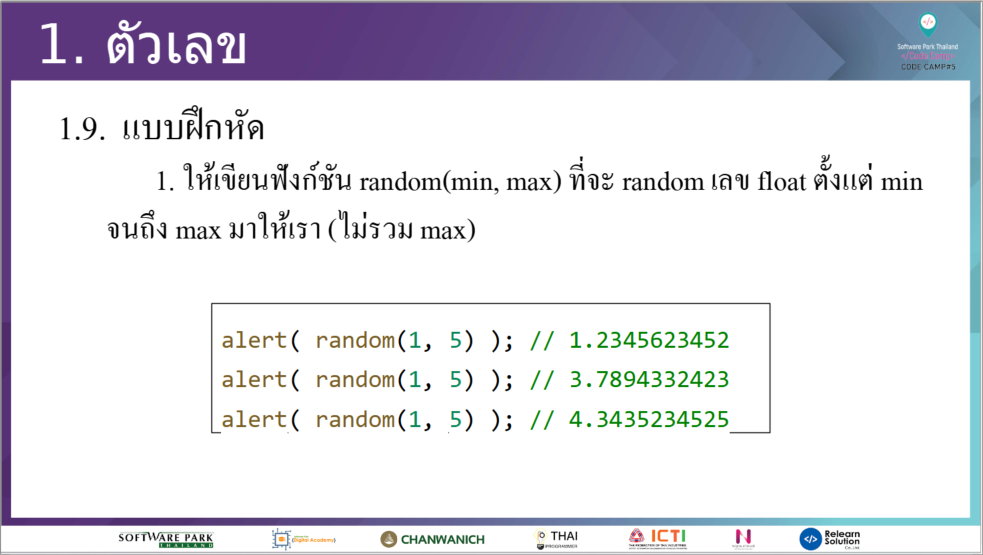 1. ตัวเลข
Software Park Thailand
CODE CAMP#5
1.9. แบบฝึกหัด
1. ให้เขียนฟังก์ชัน random(min, max) ที่จะ random เลข float ตั้งแต่ min
จนถึง max มาให้เรา (ไม่รวม max)
alert( random(1, 5) ); // 1.2345623452
alert( random(1, 5) ); // 3.7894332423
alert( random(1, 5) ); // 4.3435234525
SOFTWARE PARK
THAILAND
Digital Academy
CHANWANICH
THAI
PROGRAMMER
ICTI
N
Relearn
Solution
Co.,Ltd